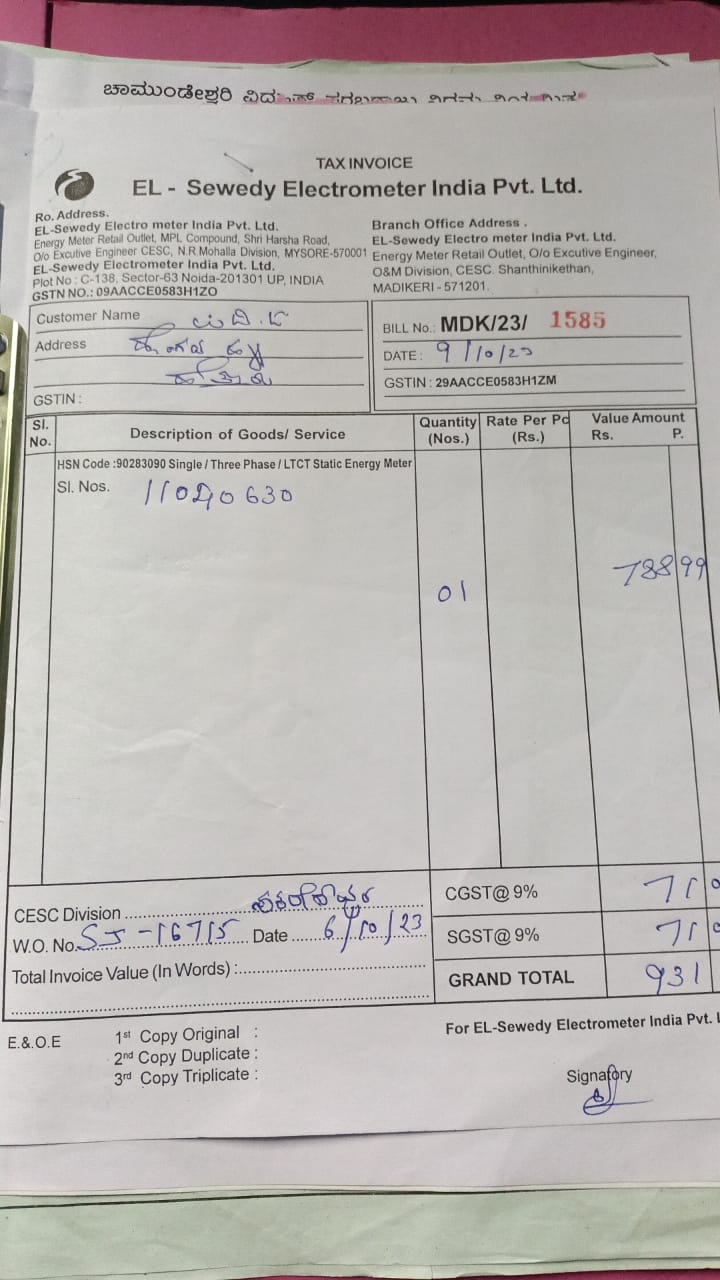 ಚಾಮುಂಡೇಶ್ವರಿ
TAX INVOICE
EL - Sewedy Electrometer India Pvt. Ltd.
Ro. Address.
EL-Sewedy Electro meter India Pvt. Ltd.
Energy Meter Retail Outlet, MPL Compound, Shri Harsha Road,
O/o Excutive Engineer CESC, N.R.Mohalla Division, MYSORE-570001
EL-Sewedy Electrometer India Pvt. Ltd.
Plot No : C-138, Sector-63 Noida-201301 UP, INDIA
GSTN NO.: 09AACCE0583H1ZO
Branch Office Address .
EL-Sewedy Electro meter India Pvt. Ltd.
Energy Meter Retail Outlet, O/o Excutive Engineer,
O&M Division, CESC. Shanthinikethan,
MADIKERI - 571201.
Customer Name
Address
GSTIN :
BILL No.: MDK/23/ 1585
DATE : 9/10/23
GSTIN : 29AACCE0583H1ZM
Sl. No. Description of Goods/ Service Quantity (Nos.) Rate Per Pc (Rs.) Value Amount Rs. P.
HSN Code :90283090 Single / Three Phase / LTCT Static Energy Meter
Sl. Nos. 11040630
01 788 99
CESC Division
W.O. No. SJ-16715 Date 6/10/23
Total Invoice Value (In Words) :
CGST@ 9% 71
SGST@ 9% 71
GRAND TOTAL 931
E.&.O.E
1st Copy Original :
2nd Copy Duplicate :
3rd Copy Triplicate :
For EL-Sewedy Electrometer India Pvt.
Signatory